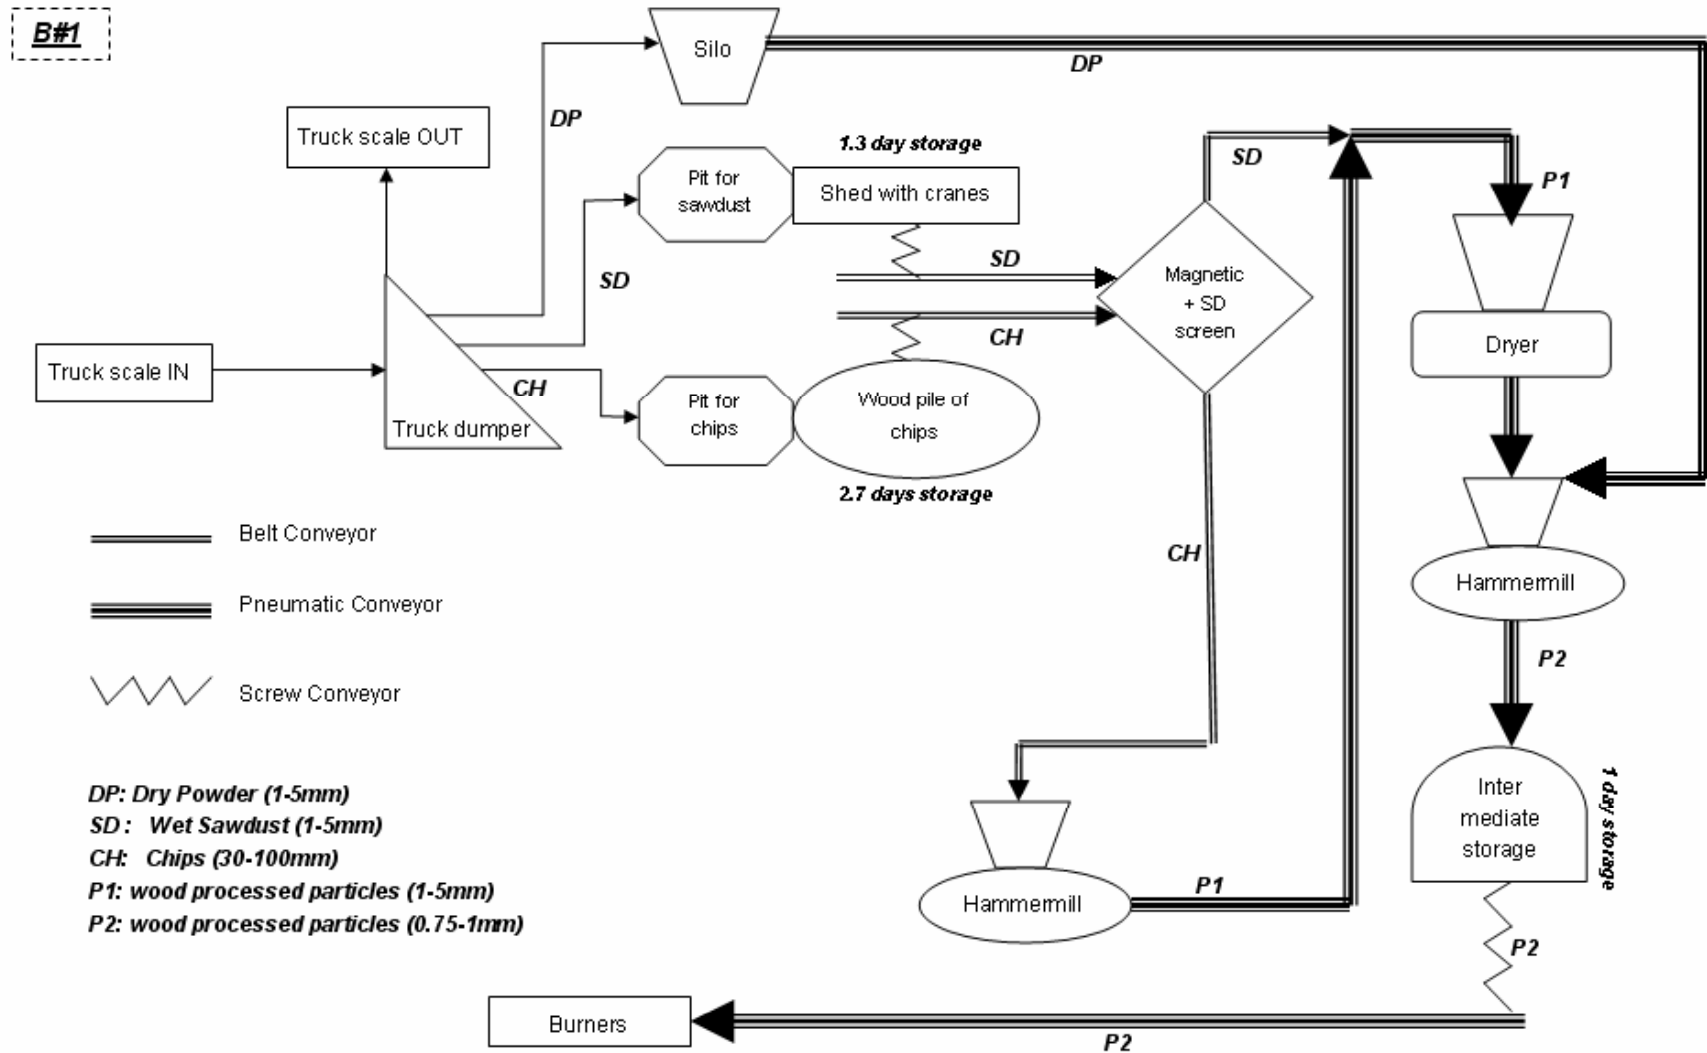 B#1
Silo
DP
DP
Truck scale OUT
1.3 day storage
Pit for
sawdust
Shed with cranes
SD
P1
SD
SD
Magnetic
+ SD
screen
CH
Dryer
Truck scale IN
CH
Truck dumper
Pit for
chips
Wood pile of
chips
2.7 days storage
Belt Conveyor
CH
Hammermill
Pneumatic Conveyor
P2
Screw Conveyor
Inter
mediate
storage
1 day storage
DP: Dry Powder (1-5mm)
SD : Wet Sawdust (1-5mm)
CH: Chips (30-100mm)
P1: wood processed particles (1-5mm)
P2: wood processed particles (0.75-1mm)
Hammermill
P1
P2
Burners
P2